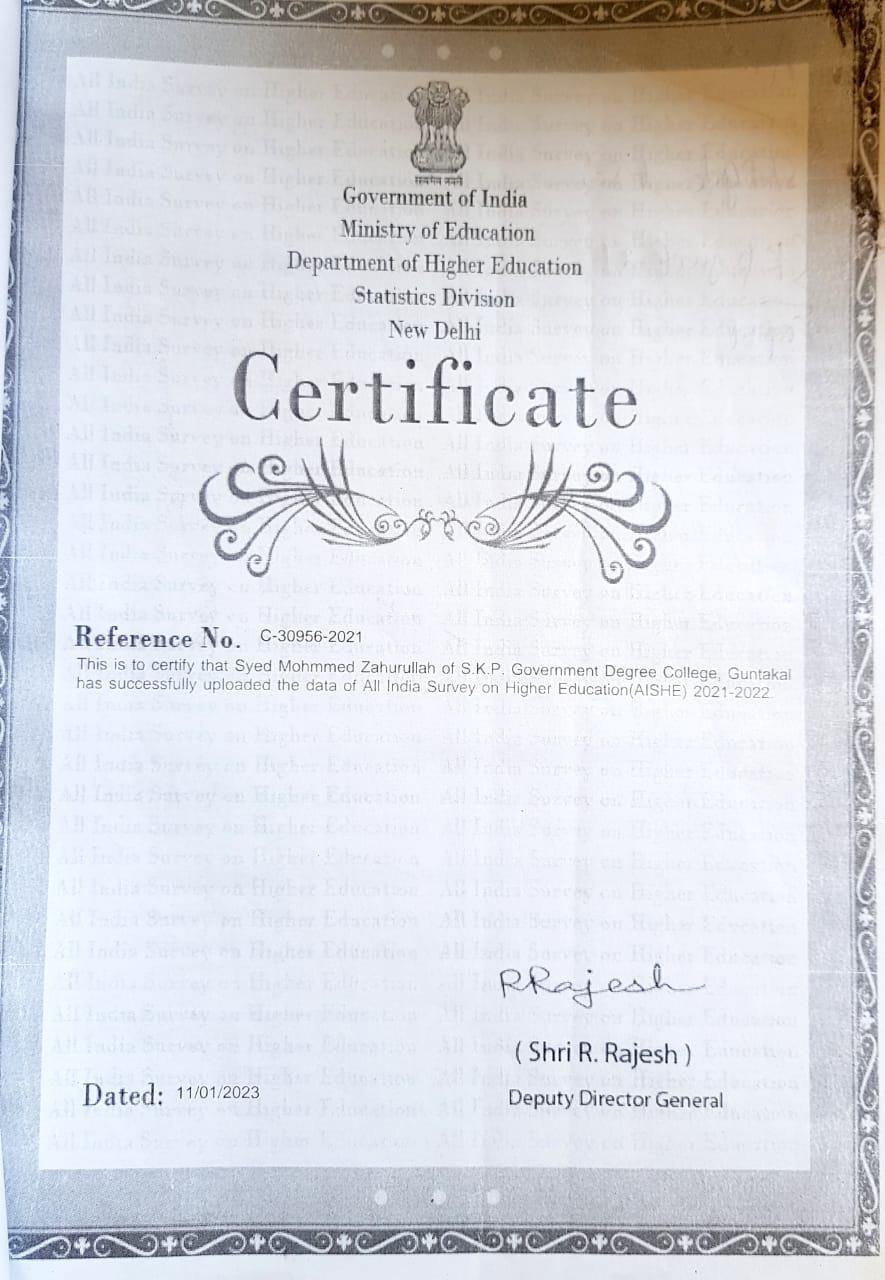 सत्यमेव जयते
Government of India
Ministry of Education
Department of Higher Education
Statistics Division
New Delhi
Certificate
Reference No. C-30956-2021
This is to certify that Syed Mohmmed Zahurullah of S.K.P. Government Degree College, Guntakal
has successfully uploaded the data of All India Survey on Higher Education(AISHE) 2021-2022
RRajesh
( Shri R. Rajesh )
Dated: 11/01/2023
Deputy Director General